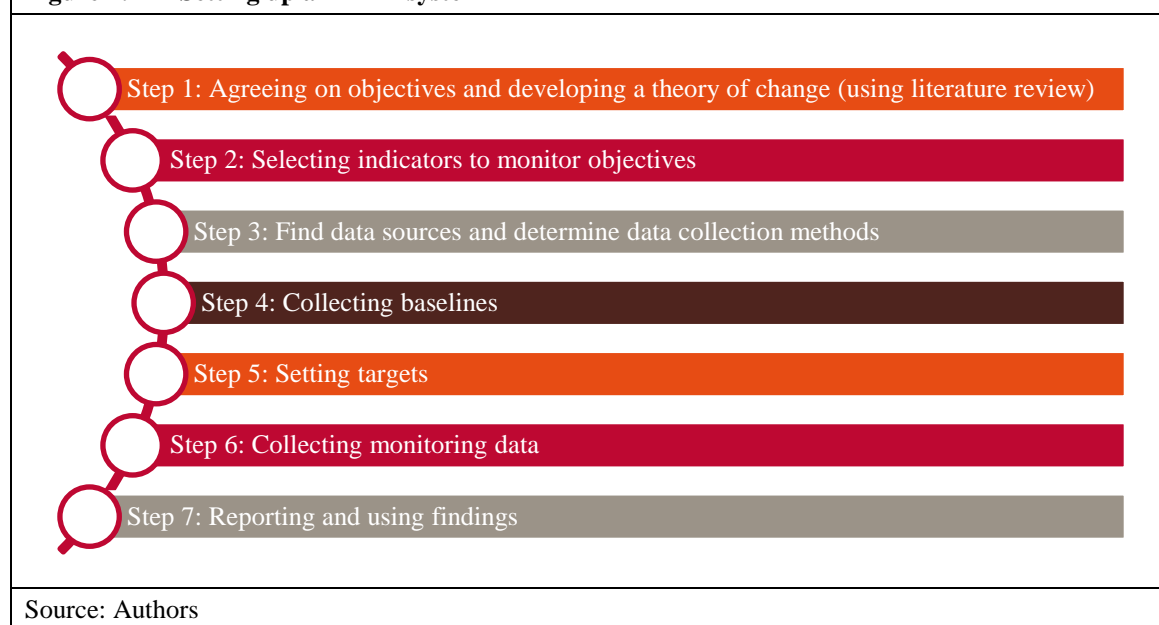 Step 1: Agreeing on objectives and developing a theory of change (using literature review)
Step 2: Selecting indicators to monitor objectives
Step 3: Find data sources and determine data collection methods
Step 4: Collecting baselines
Step 5: Setting targets
Step 6: Collecting monitoring data
Step 7: Reporting and using findings
Source: Authors